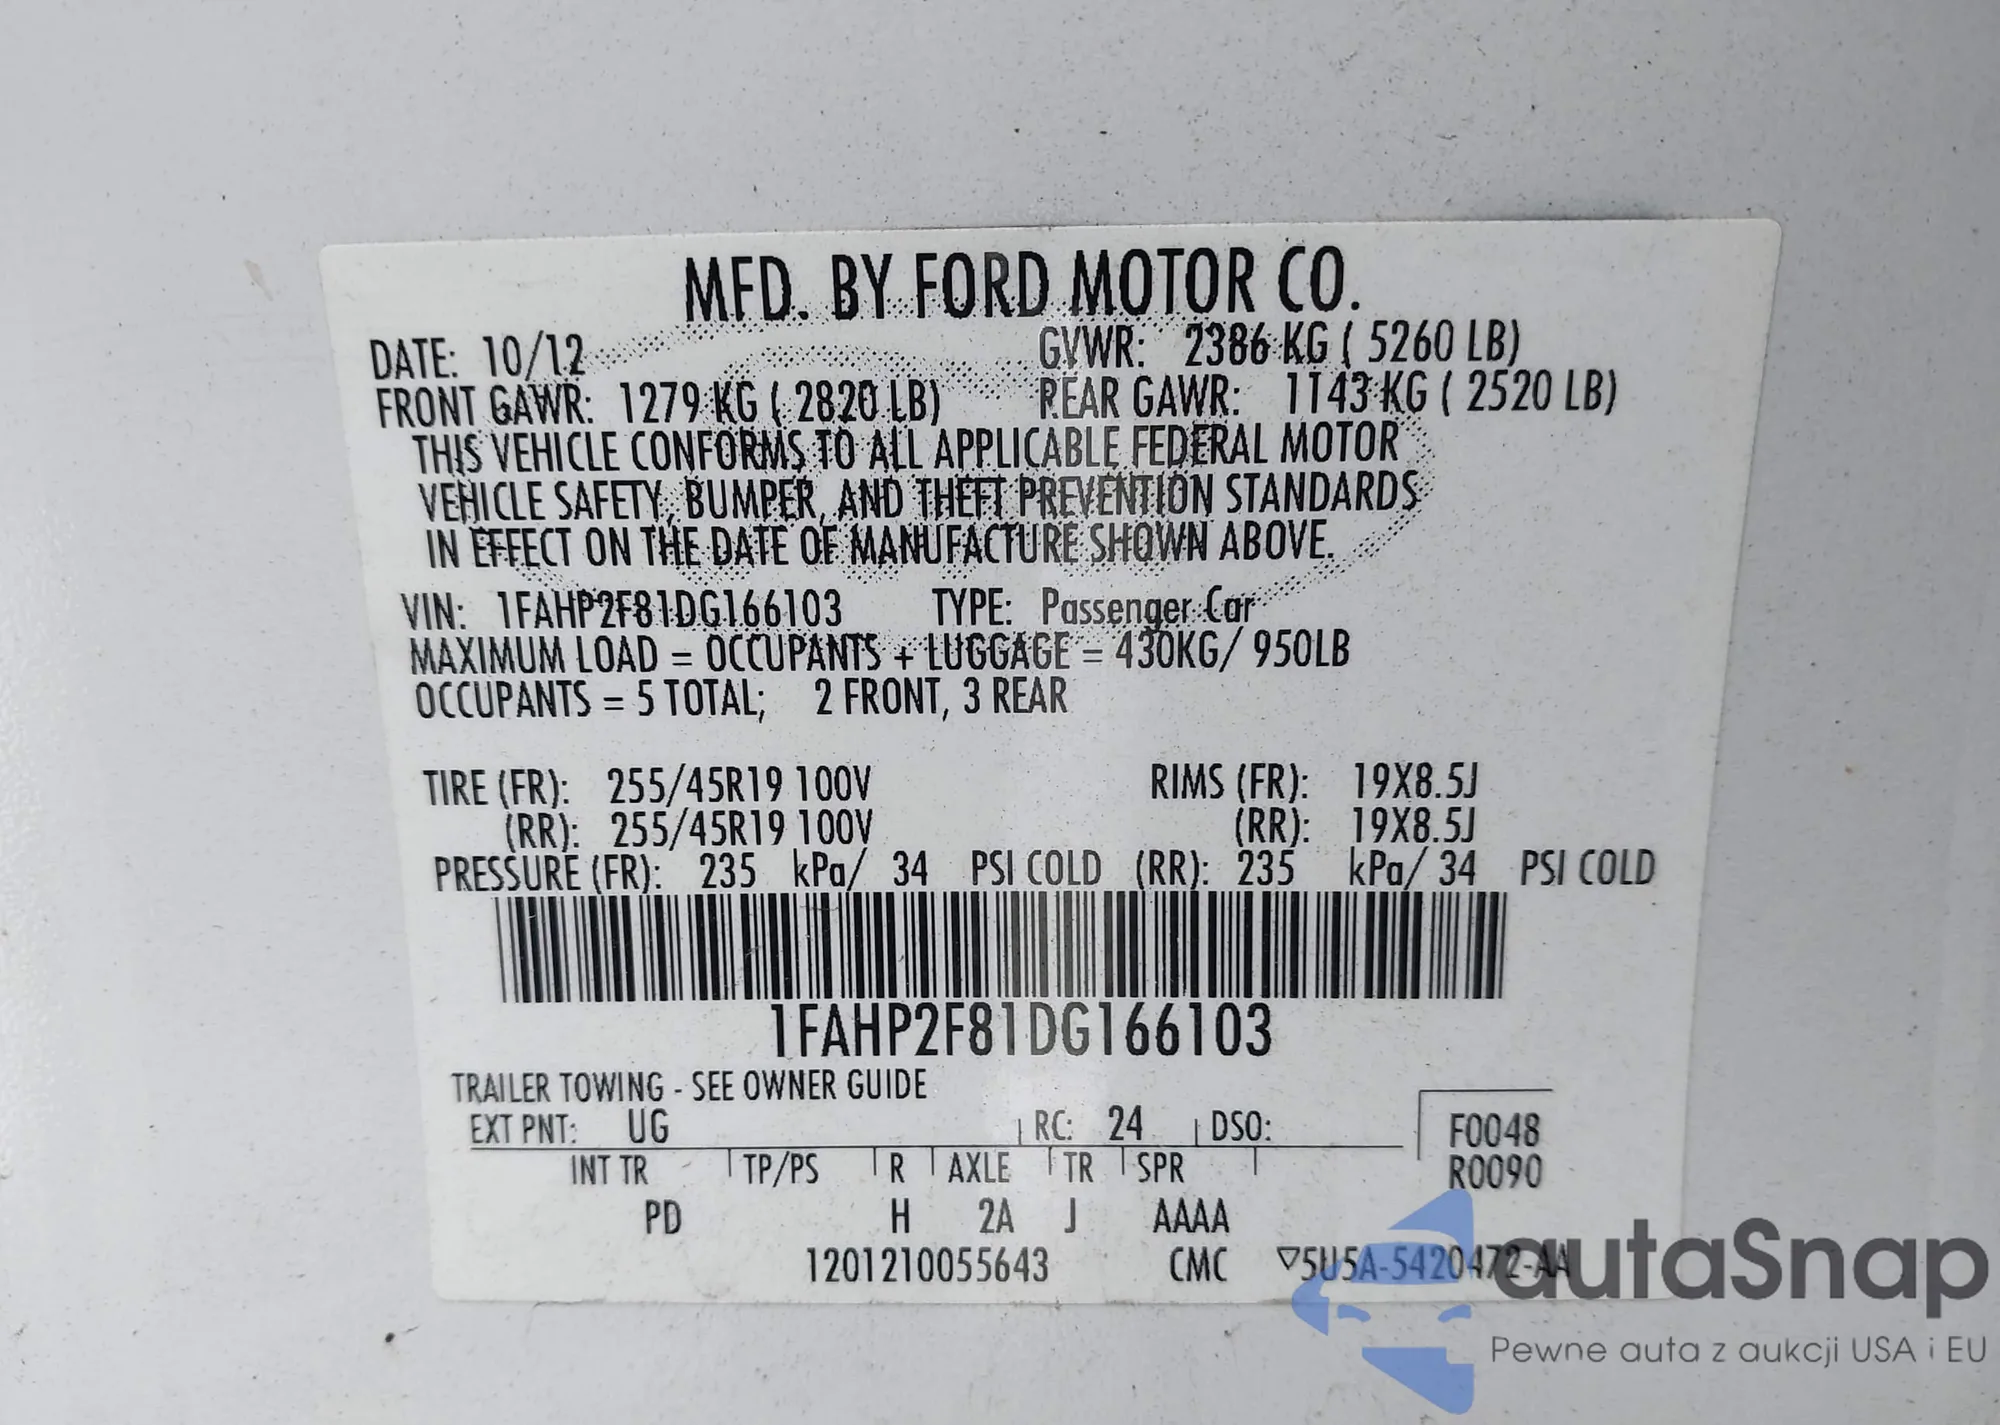 MFD. BY FORD MOTOR CO.
DATE: 10/12 GVWR: 2386 KG ( 5260 LB)
FRONT GAWR: 1279 KG ( 2820 LB) REAR GAWR: 1143 KG ( 2520 LB)
THIS VEHICLE CONFORMS TO ALL APPLICABLE FEDERAL MOTOR
VEHICLE SAFETY, BUMPER, AND THEFT PREVENTION STANDARDS
IN EFFECT ON THE DATE OF MANUFACTURE SHOWN ABOVE.
VIN: 1FAHP2F81DG166103 TYPE: Passenger Car
MAXIMUM LOAD = OCCUPANTS + LUGGAGE = 430KG/ 950LB
OCCUPANTS = 5 TOTAL; 2 FRONT, 3 REAR
TIRE (FR): 255/45R19 100V RIMS (FR): 19X8.5J
(RR): 255/45R19 100V (RR): 19X8.5J
PRESSURE (FR): 235 kPa/ 34 PSI COLD (RR): 235 kPa/ 34 PSI COLD
1FAHP2F81DG166103
TRAILER TOWING - SEE OWNER GUIDE
EXT PNT: UG RC: 24 DSO: F0048
INT TR TP/PS R AXLE TR SPR R0090
PD H 2A J AAAA
1201210055643 CMC ▽5U5A-5420472-AA
autaSnap
Pewne auta z aukcji USA i EU